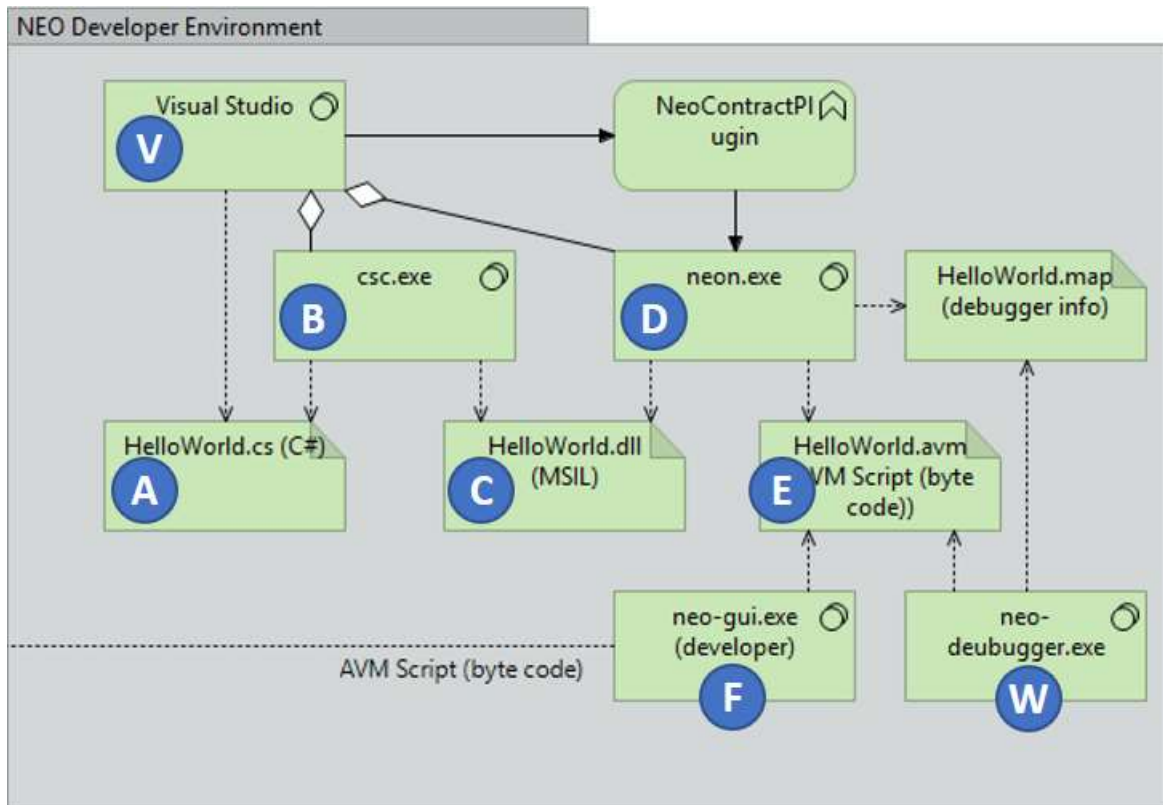 NEO Developer Environment
Visual Studio
V
NeoContractPl
ugin
csc.exe
B
neon.exe
D
HelloWorld.map
(debugger info)
HelloWorld.cs (C#)
A
HelloWorld.dll
(MSIL)
C
HelloWorld.avm
VM Script (byte
code))
E
neo-gui.exe
(developer)
F
neo-
deubugger.exe
W
AVM Script (byte code)